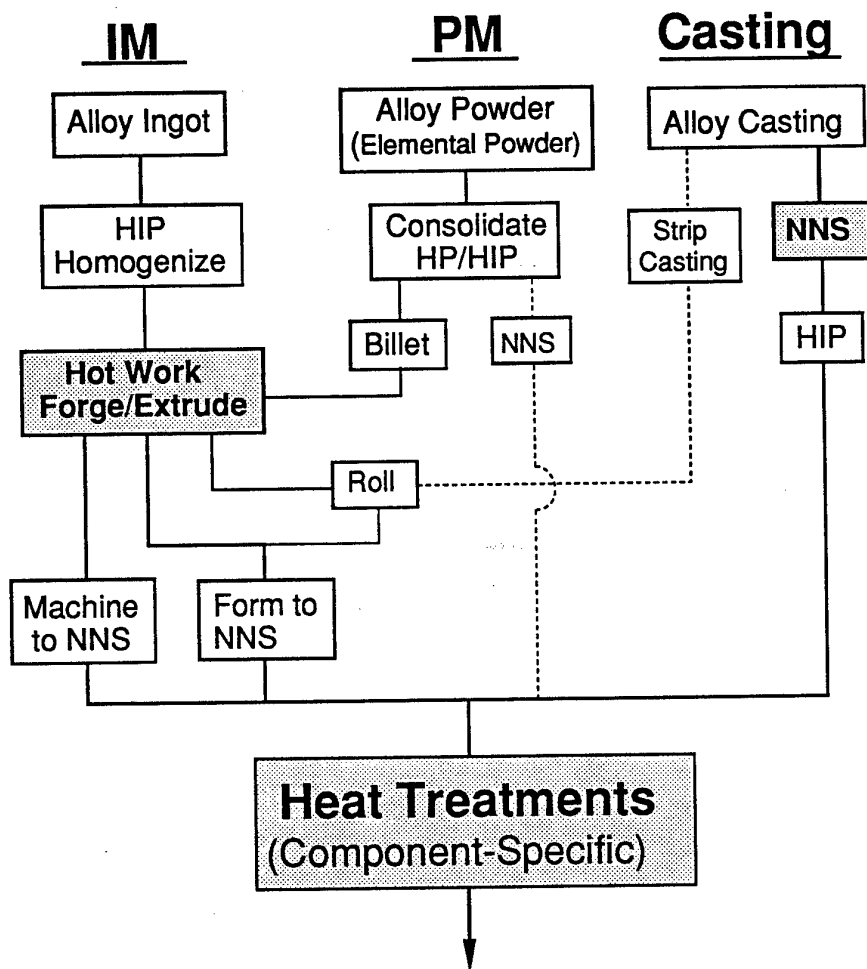 IM
PM
Casting
Alloy Ingot
Alloy Powder
(Elemental Powder)
Alloy Casting
HIP
Homogenize
Consolidate
HP/HIP
Strip
Casting
NNS
Billet
NNS
HIP
Hot Work
Forge/Extrude
Roll
Machine
to NNS
Form to
NNS
Heat Treatments
(Component-Specific)